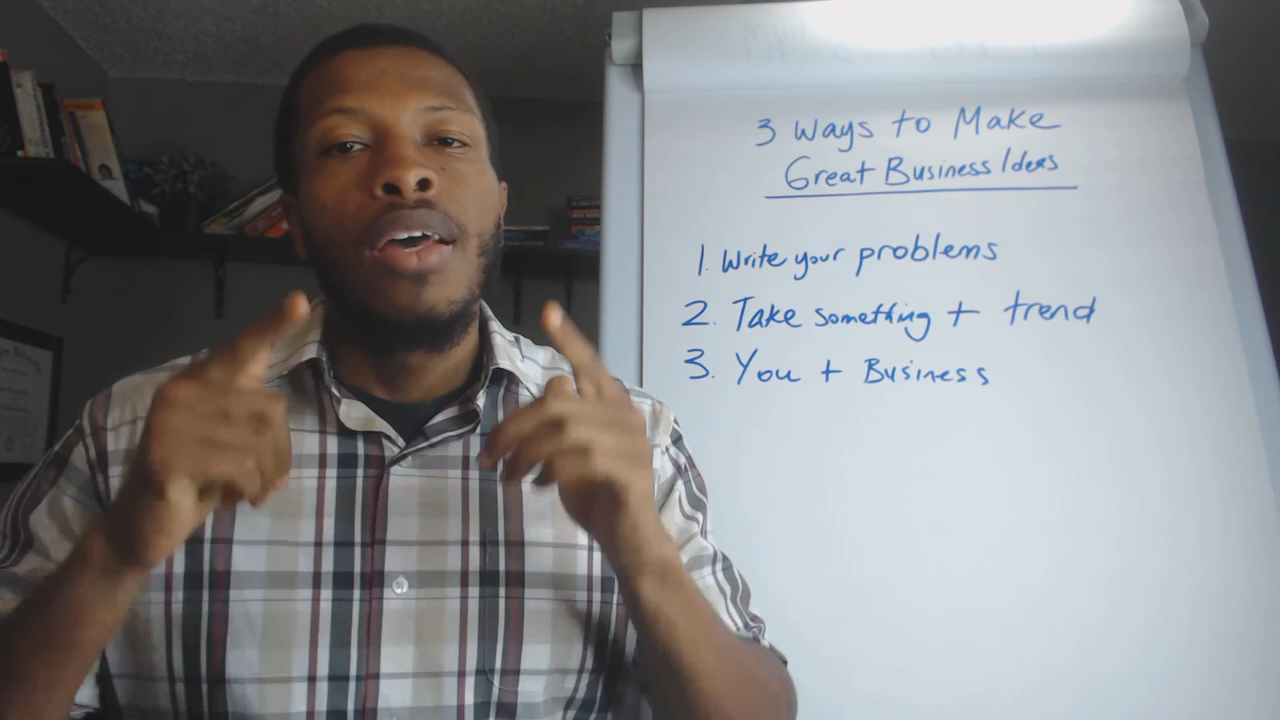 3 Ways to Make
Great Business Ideas
1. Write your problems
2. Take something + trend
3. You + Business